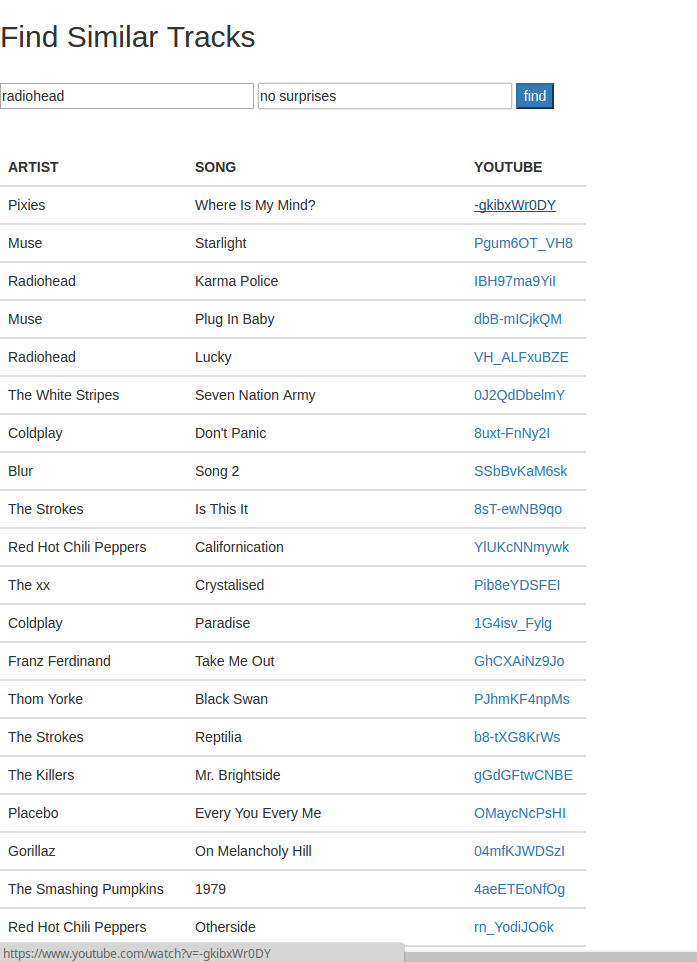 Find Similar Tracks
radiohead no surprises find
ARTIST SONG YOUTUBE
Pixies Where Is My Mind? -gkibxWr0DY
Muse Starlight Pgum6OT_VH8
Radiohead Karma Police IBH97ma9YiI
Muse Plug In Baby dbB-mICjkQM
Radiohead Lucky VH_ALFxuBZE
The White Stripes Seven Nation Army 0J2QdDbelmY
Coldplay Don't Panic 8uxt-FnNy2I
Blur Song 2 SSbBvKaM6sk
The Strokes Is This It 8sT-ewNB9qo
Red Hot Chili Peppers Californication YlUKcNNmywk
The xx Crystalised Pib8eYDSFEI
Coldplay Paradise 1G4isv_Fylg
Franz Ferdinand Take Me Out GhCXAiNz9Jo
Thom Yorke Black Swan PJhmKF4npMs
The Strokes Reptilia b8-tXG8KrWs
The Killers Mr. Brightside gGdGFtwCNBE
Placebo Every You Every Me OMaycNcPsHI
Gorillaz On Melancholy Hill 04mfKJWDSzI
The Smashing Pumpkins 1979 4aeETEoNfOg
Red Hot Chili Peppers Otherside rn_YodiJO6k
https://www.youtube.com/watch?v=-gkibxWr0DY